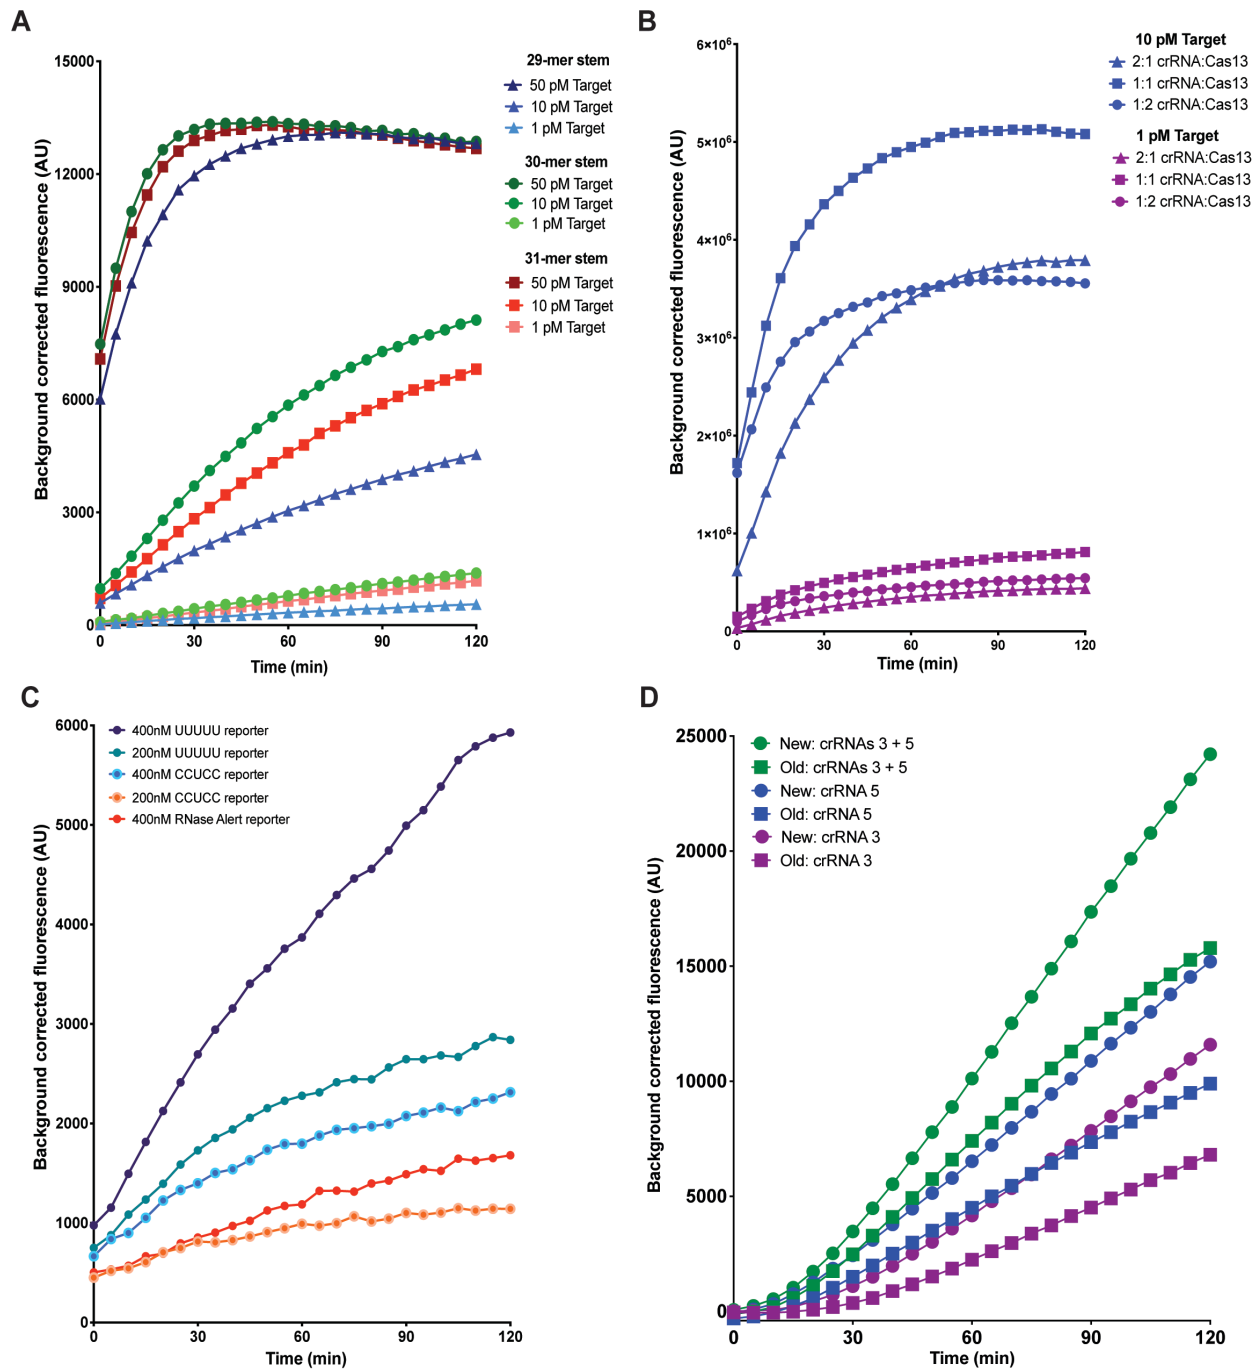 A
Background corrected fluorescence (AU)
15000
12000
9000
6000
3000
0
0
30
60
90
120
Time (min)
29-mer stem
50 pM Target
10 pM Target
1 pM Target
30-mer stem
50 pM Target
10 pM Target
1 pM Target
31-mer stem
50 pM Target
10 pM Target
1 pM Target
B
Background corrected fluorescence (AU)
6×10⁶
5×10⁶
4×10⁶
3×10⁶
2×10⁶
1×10⁶
0
0
30
60
90
120
Time (min)
10 pM Target
2:1 crRNA:Cas13
1:1 crRNA:Cas13
1:2 crRNA:Cas13
1 pM Target
2:1 crRNA:Cas13
1:1 crRNA:Cas13
1:2 crRNA:Cas13
C
Background corrected fluorescence (AU)
6000
5000
4000
3000
2000
1000
0
0
30
60
90
120
Time (min)
400nM UUUUU reporter
200nM UUUUU reporter
400nM CCUCC reporter
200nM CCUCC reporter
400nM RNase Alert reporter
D
Background corrected fluorescence (AU)
25000
20000
15000
10000
5000
0
0
30
60
90
120
Time (min)
New: crRNAs 3 + 5
Old: crRNAs 3 + 5
New: crRNA 5
Old: crRNA 5
New: crRNA 3
Old: crRNA 3